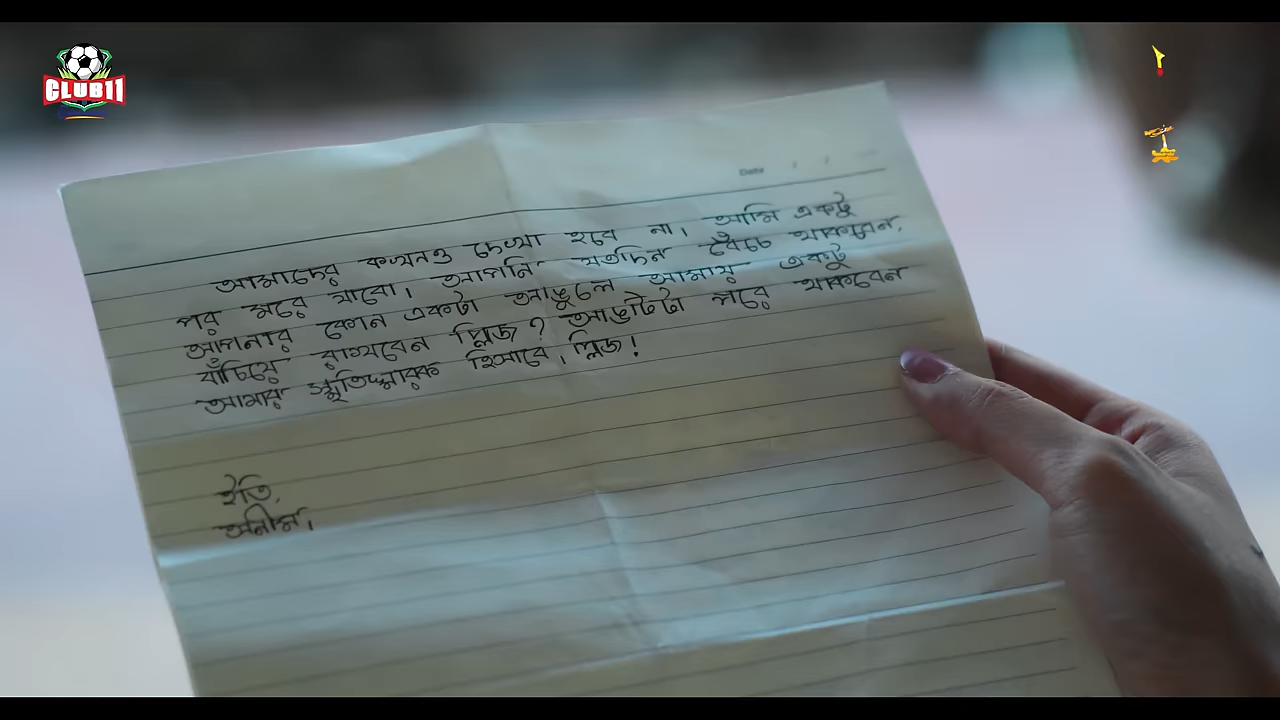 CLUB11
Date / /
আমাদের কখনও দেখা হবে না। আমি একটু
পর মরে যাবো। আপনি যতদিন বেঁচে থাকবেন,
আপনার কোন একটা আঙুলে আমায় একটু
বাঁচিয়ে রাখবেন প্লিজ? আঙটিটা পরে থাকবেন
আমার স্মৃতিস্মারক হিসাবে, প্লিজ!
ইতি,
অনীম।